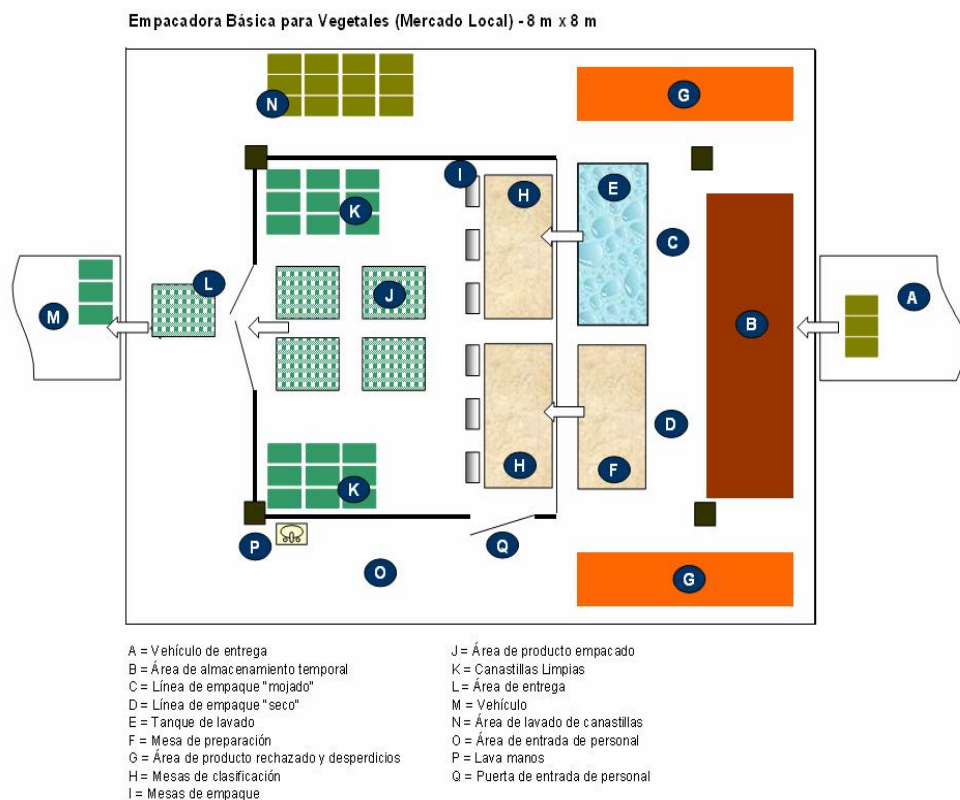 Empacadora Básica para Vegetales (Mercado Local) - 8 m x 8 m
N
G
I
H
E
K
C
L
J
A
M
B
D
H
F
K
P
Q
O
G
A = Vehículo de entrega
B = Área de almacenamiento temporal
C = Línea de empaque "mojado"
D = Línea de empaque "seco"
E = Tanque de lavado
F = Mesa de preparación
G = Área de producto rechazado y desperdicios
H = Mesas de clasificación
I = Mesas de empaque
J = Área de producto empacado
K = Canastillas Limpias
L = Área de entrega
M = Vehículo
N = Área de lavado de canastillas
O = Área de entrada de personal
P = Lava manos
Q = Puerta de entrada de personal